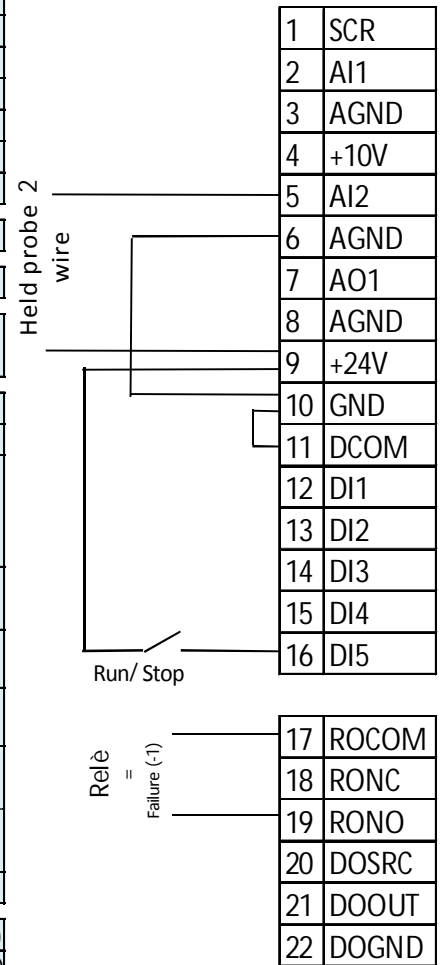 1 SCR
2 AI1
3 AGND
4 +10V
5 AI2
6 AGND
7 AO1
8 AGND
9 +24V
10 GND
11 DCOM
12 DI1
13 DI2
14 DI3
15 DI4
16 DI5
Held probe 2
wire
Run/ Stop
17 ROCOM
18 RONC
19 RONO
20 DOSRC
21 DOOUT
22 DOGND
Relè
=
Failure (-1)